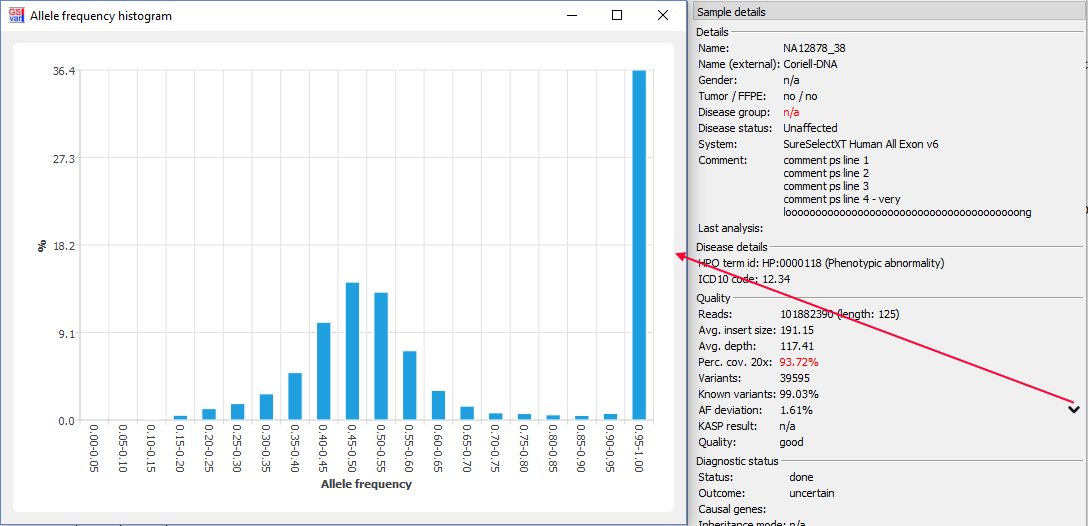 GS
var
Allele frequency histogram
36.4
27.3
18.2
9.1
0.0
%
0.00-0.05
0.05-0.10
0.10-0.15
0.15-0.20
0.20-0.25
0.25-0.30
0.30-0.35
0.35-0.40
0.40-0.45
0.45-0.50
0.50-0.55
0.55-0.60
0.60-0.65
0.65-0.70
0.70-0.75
0.75-0.80
0.80-0.85
0.85-0.90
0.90-0.95
0.95-1.00
Allele frequency
Sample details
Details
Name: NA12878_38
Name (external): Coriell-DNA
Gender: n/a
Tumor / FFPE: no / no
Disease group: n/a
Disease status: Unaffected
System: SureSelectXT Human All Exon v6
Comment: comment ps line 1
comment ps line 2
comment ps line 3
comment ps line 4 - very
looooooooooooooooooooooooooooooooooooooong
Last analysis:
Disease details
HPO term id: HP:0000118 (Phenotypic abnormality)
ICD10 code: 12.34
Quality
Reads: 101882390 (length: 125)
Avg. insert size: 191.15
Avg. depth: 117.41
Perc. cov. 20x: 93.72%
Variants: 39595
Known variants: 99.03%
AF deviation: 1.61%
KASP result: n/a
Quality: good
Diagnostic status
Status: done
Outcome: uncertain
Causal genes:
Inheritance mode: n/a